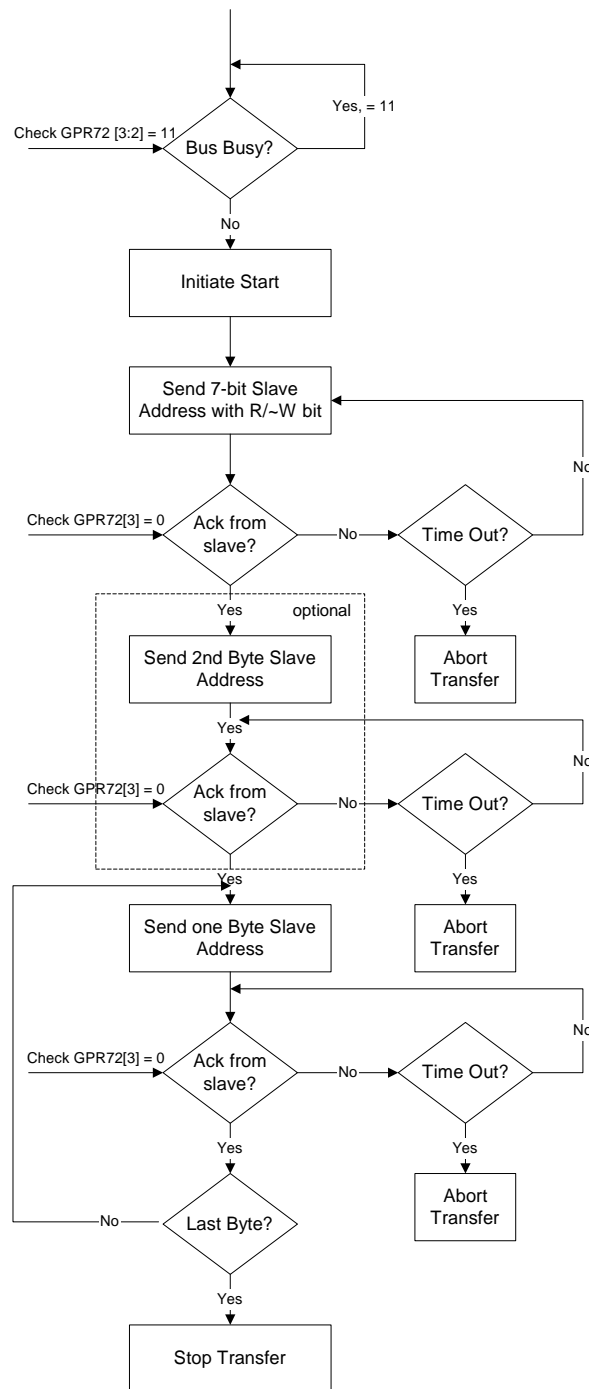 Yes, = 11
Check GPR72 [3:2] = 11
Bus Busy?
No
Initiate Start
Send 7-bit Slave
Address with R/~W bit
No
Check GPR72[3] = 0
Ack from
slave?
No
Time Out?
Yes
optional
Yes
Send 2nd Byte Slave
Address
Abort
Transfer
Yes
No
Check GPR72[3] = 0
Ack from
slave?
No
Time Out?
Yes
Yes
Send one Byte Slave
Address
Abort
Transfer
No
Check GPR72[3] = 0
Ack from
slave?
No
Time Out?
Yes
Yes
Abort
Transfer
No
Last Byte?
Yes
Stop Transfer